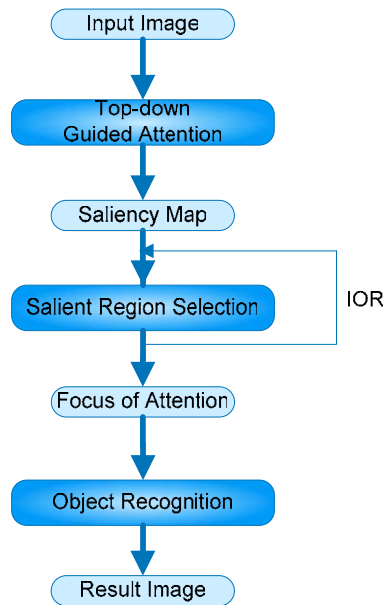 Input Image
Top-down
Guided Attention
Saliency Map
Salient Region Selection
IOR
Focus of Attention
Object Recognition
Result Image